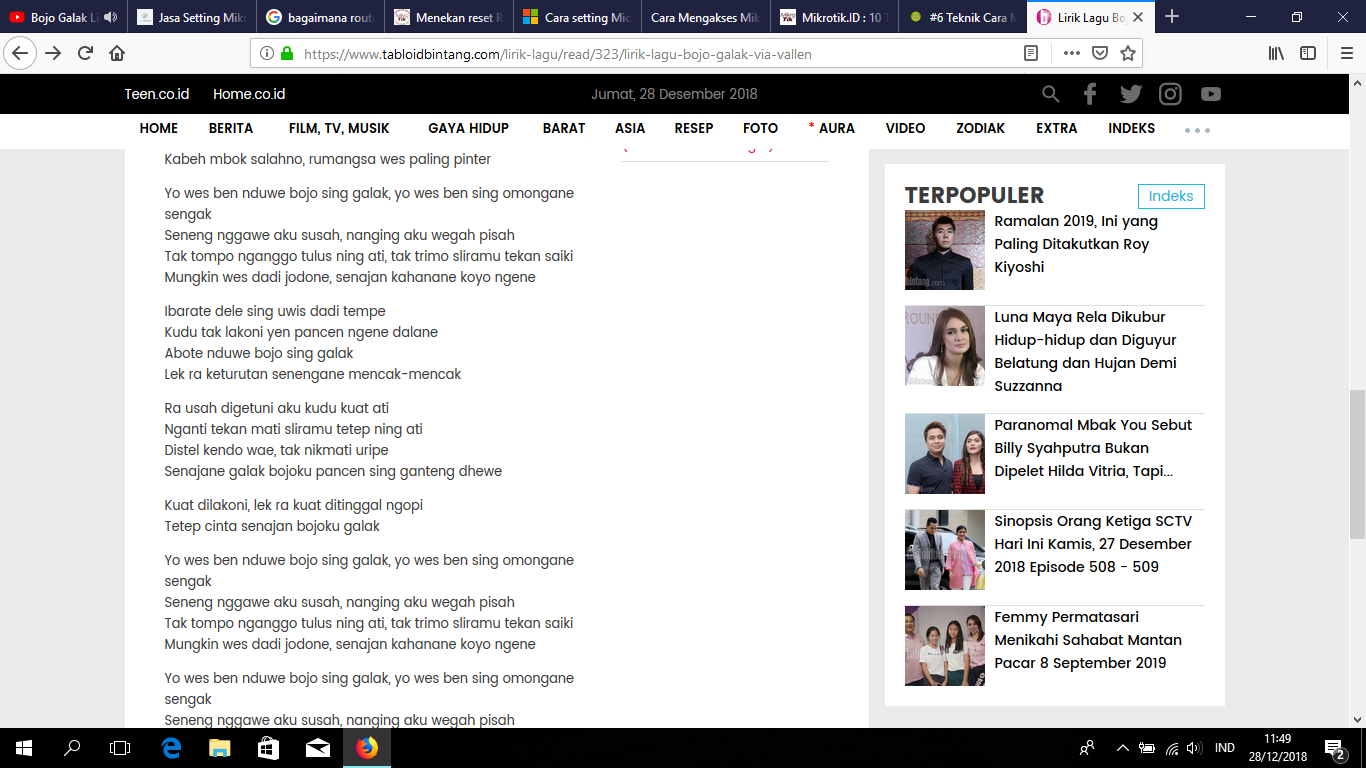 Bojo Galak Li
Jasa Setting Mikr
bagaimana rout
Menekan reset R
Cara setting Mic
Cara Mengakses Mik
Mikrotik.ID : 10 T
#6 Teknik Cara M
Lirik Lagu Boj
https://www.tabloidbintang.com/lirik-lagu/read/323/lirik-lagu-bojo-galak-via-vallen
Teen.co.id Home.co.id Jumat, 28 Desember 2018
HOME BERITA FILM, TV, MUSIK GAYA HIDUP BARAT ASIA RESEP FOTO * AURA VIDEO ZODIAK EXTRA INDEKS
Kabeh mbok salahno, rumangsa wes paling pinter
Yo wes ben nduwe bojo sing galak, yo wes ben sing omongane
sengak
Seneng nggawe aku susah, nanging aku wegah pisah
Tak tompo nganggo tulus ning ati, tak trimo sliramu tekan saiki
Mungkin wes dadi jodone, senajan kahanane koyo ngene
Ibarate dele sing uwis dadi tempe
Kudu tak lakoni yen pancen ngene dalane
Abote nduwe bojo sing galak
Lek ra keturutan senengane mencak-mencak
Ra usah digetuni aku kudu kuat ati
Nganti tekan mati sliramu tetep ning ati
Distel kendo wae, tak nikmati uripe
Senajane galak bojoku pancen sing ganteng dhewe
Kuat dilakoni, lek ra kuat ditinggal ngopi
Tetep cinta senajan bojoku galak
Yo wes ben nduwe bojo sing galak, yo wes ben sing omongane
sengak
Seneng nggawe aku susah, nanging aku wegah pisah
Tak tompo nganggo tulus ning ati, tak trimo sliramu tekan saiki
Mungkin wes dadi jodone, senajan kahanane koyo ngene
Yo wes ben nduwe bojo sing galak, yo wes ben sing omongane
sengak
Seneng nggawe aku susah, nanging aku wegah pisah
TERPOPULER
Indeks
Ramalan 2019, Ini yang
Paling Ditakutkan Roy
Kiyoshi
Luna Maya Rela Dikubur
Hidup-hidup dan Diguyur
Belatung dan Hujan Demi
Suzzanna
Paranomal Mbak You Sebut
Billy Syahputra Bukan
Dipelet Hilda Vitria, Tapi...
Sinopsis Orang Ketiga SCTV
Hari Ini Kamis, 27 Desember
2018 Episode 508 - 509
Femmy Permatasari
Menikahi Sahabat Mantan
Pacar 8 September 2019
IND
11:49
28/12/2018
2